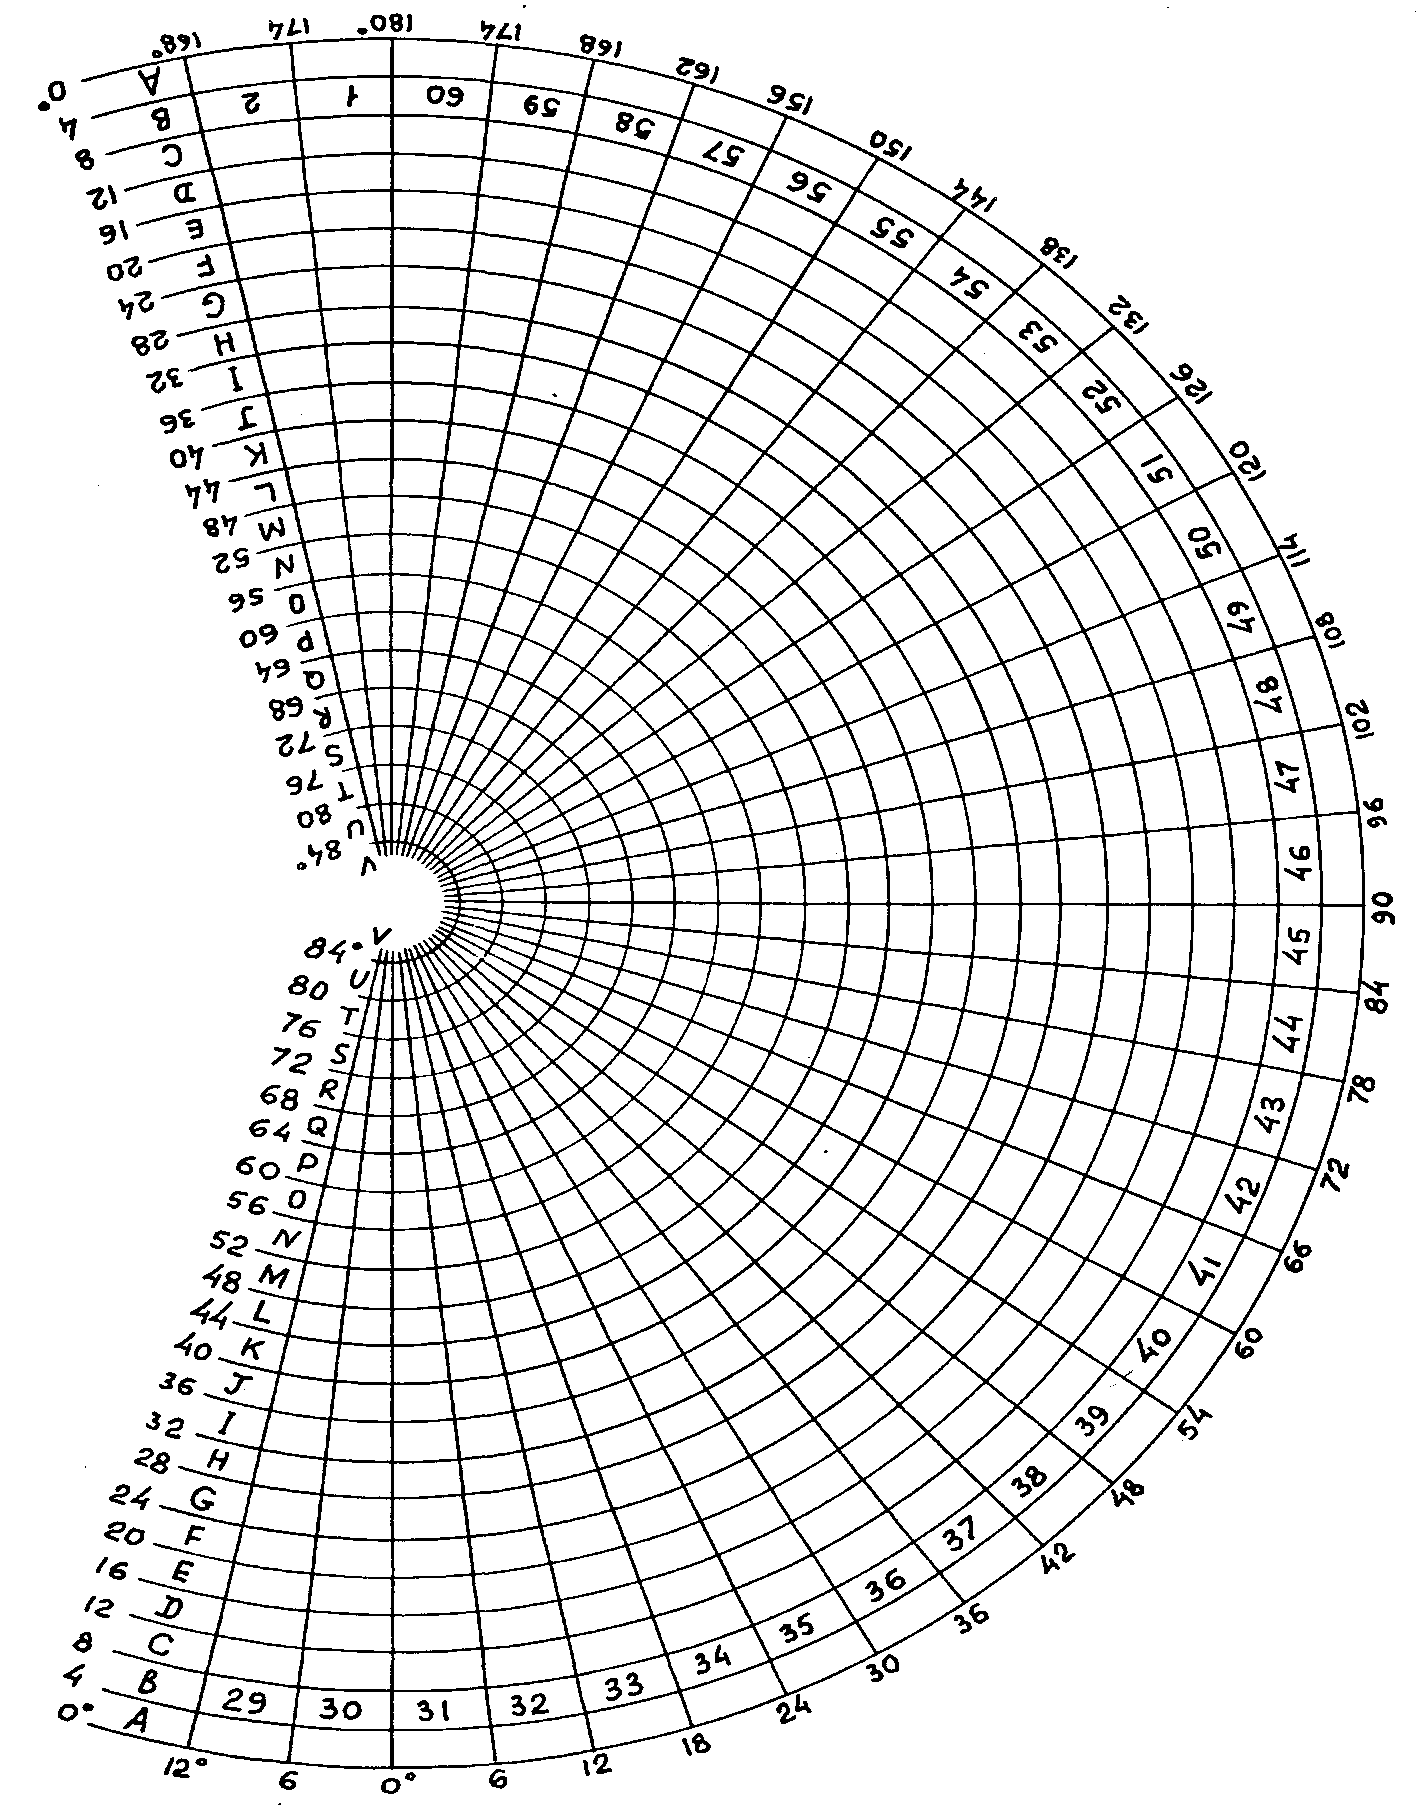 168° 174 180° 174 168 162 156 150 144 138 132 126 120 114 108 102 96 90 84 78 72 66 60 54 48 42 36 30 24 18 12 6 0° 6 12°
2 1 60 59 58 57 56 55 54 53 52 51 50 49 48 47 46 45 44 43 42 41 40 39 38 37 36 35 34 33 32 31 30 29
0° A
4 B
8 C
12 D
16 E
20 F
24 G
28 H
32 I
36 J
40 K
44 L
48 M
52 N
56 O
60 P
64 Q
68 R
72 S
76 T
80 U
84° V
84° V
80 U
76 T
72 S
68 R
64 Q
60 P
56 O
52 N
48 M
44 L
40 K
36 J
32 I
28 H
24 G
20 F
16 E
12 D
8 C
4 B
0° A